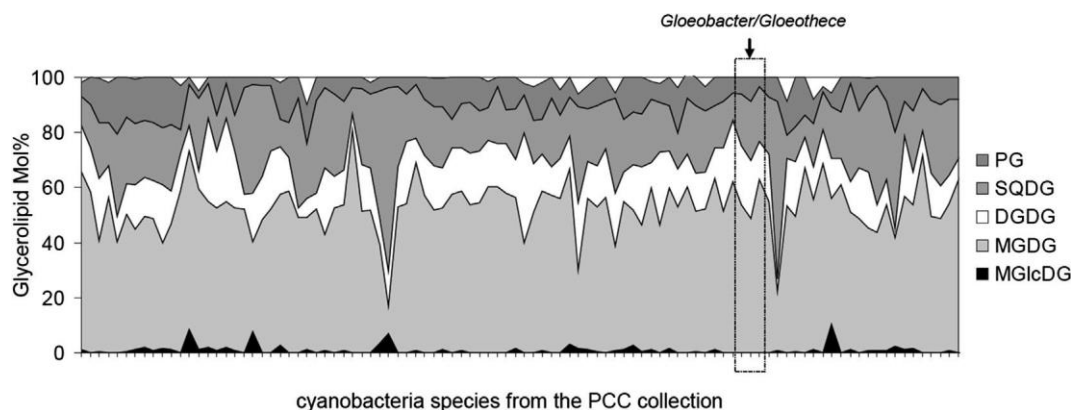 Gloeobacter/Gloeothece
100
80
60
40
20
0
Glycerolipid Mol%
PG
SQDG
DGDG
MGDG
MGlcDG
cyanobacteria species from the PCC collection